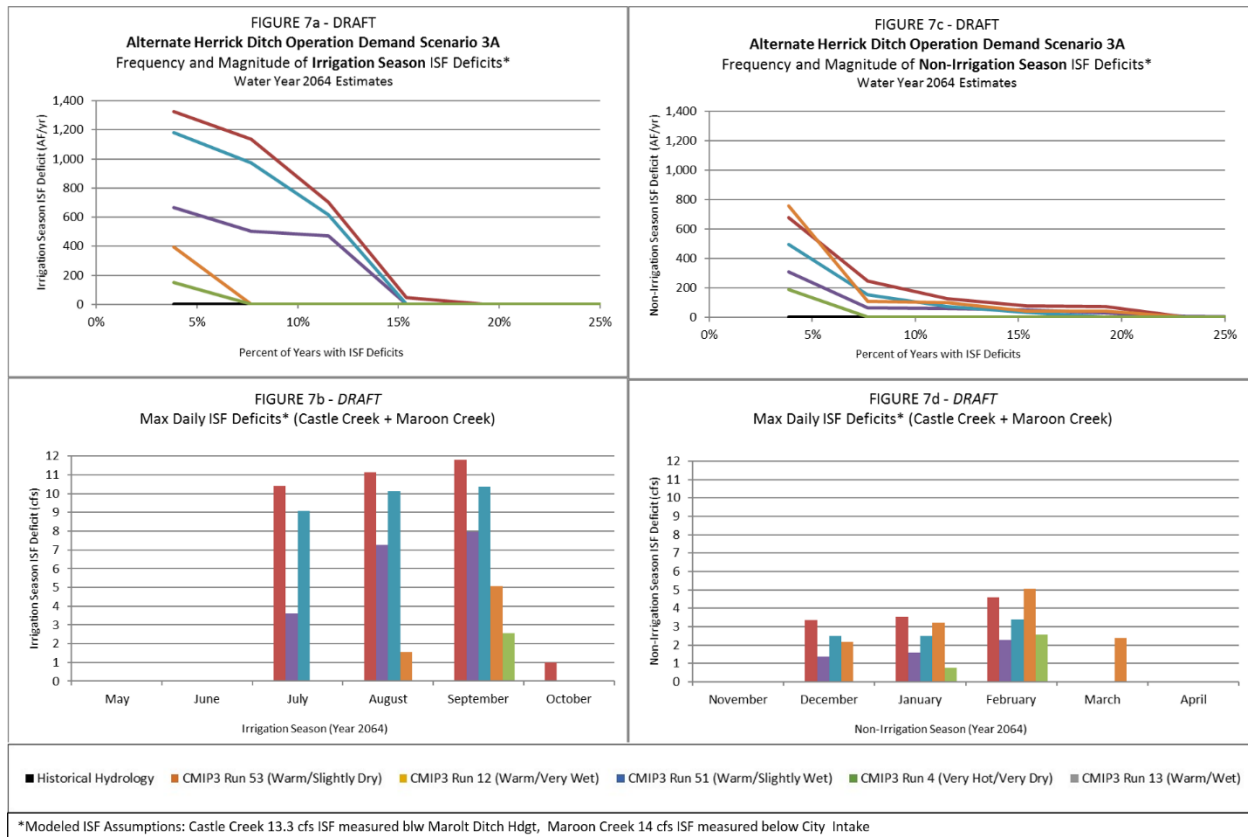 FIGURE 7a - DRAFT
Alternate Herrick Ditch Operation Demand Scenario 3A
Frequency and Magnitude of Irrigation Season ISF Deficits*
Water Year 2064 Estimates
Irrigation Season ISF Deficit (AF/yr)
1,400
1,200
1,000
800
600
400
200
0
0% 5% 10% 15% 20% 25%
Percent of Years with ISF Deficits
FIGURE 7c - DRAFT
Alternate Herrick Ditch Operation Demand Scenario 3A
Frequency and Magnitude of Non-Irrigation Season ISF Deficits*
Water Year 2064 Estimates
Non-Irrigation Season ISF Deficit (AF/yr)
1,400
1,200
1,000
800
600
400
200
0
0% 5% 10% 15% 20% 25%
Percent of Years with ISF Deficits
FIGURE 7b - DRAFT
Max Daily ISF Deficits* (Castle Creek + Maroon Creek)
Irrigation Season ISF Deficit (cfs)
12
11
10
9
8
7
6
5
4
3
2
1
0
May June July August September October
Irrigation Season (Year 2064)
FIGURE 7d - DRAFT
Max Daily ISF Deficits* (Castle Creek + Maroon Creek)
Non-Irrigation Season ISF Deficit (cfs)
12
11
10
9
8
7
6
5
4
3
2
1
0
November December January February March April
Non-Irrigation Season (Year 2064)
Historical Hydrology CMIP3 Run 53 (Warm/Slightly Dry) CMIP3 Run 12 (Warm/Very Wet) CMIP3 Run 51 (Warm/Slightly Wet) CMIP3 Run 4 (Very Hot/Very Dry) CMIP3 Run 13 (Warm/Wet)
*Modeled ISF Assumptions: Castle Creek 13.3 cfs ISF measured blw Marolt Ditch Hdgt, Maroon Creek 14 cfs ISF measured below City Intake